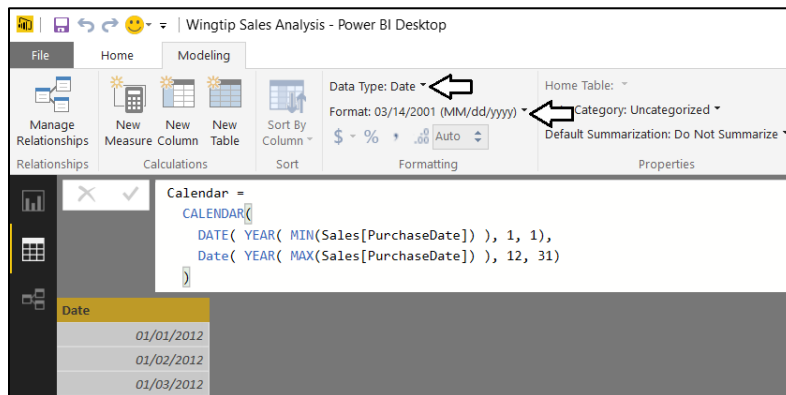 Wingtip Sales Analysis - Power BI Desktop
File Home Modeling
Data Type: Date
Home Table:
Format: 03/14/2001 (MM/dd/yyyy)
Category: Uncategorized
Manage Relationships
New Measure
New Column
New Table
Sort By Column
$ % , .00 Auto
Default Summarization: Do Not Summarize
Relationships Calculations Sort Formatting Properties
Calendar =
CALENDAR(
DATE( YEAR( MIN(Sales[PurchaseDate]) ), 1, 1),
Date( YEAR( MAX(Sales[PurchaseDate]) ), 12, 31)
)
Date
01/01/2012
01/02/2012
01/03/2012